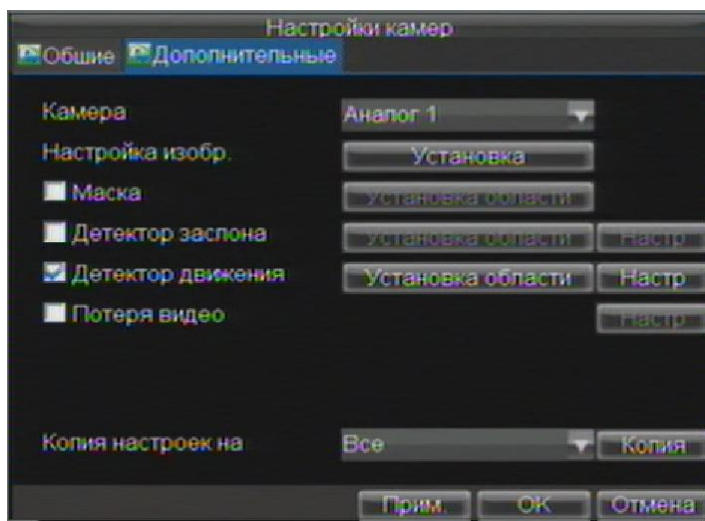 Настройки камер
Обшие Дополнительные
Камера Аналог 1
Настройка изобр. Установка
Маска Установка области
Детектор заслона Установка области Настр
Детектор движения Установка области Настр
Потеря видео Настр
Копия настроек на Все Копия
Прим. OK Отмена